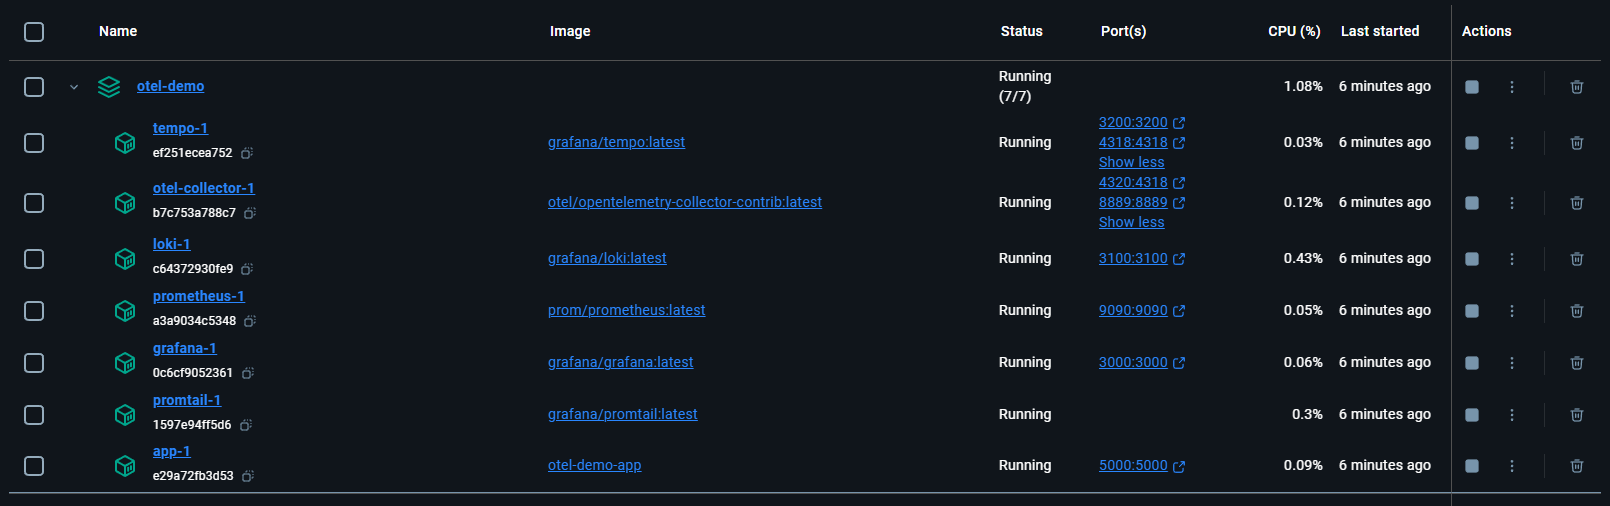 Name Image Status Port(s) CPU (%) Last started Actions
otel-demo Running (7/7) 1.08% 6 minutes ago
tempo-1
ef251ecea752
grafana/tempo:latest
Running
3200:3200
4318:4318
Show less
0.03%
6 minutes ago
otel-collector-1
b7c753a788c7
otel/opentelemetry-collector-contrib:latest
Running
4320:4318
8889:8889
Show less
0.12%
6 minutes ago
loki-1
c64372930fe9
grafana/loki:latest
Running
3100:3100
0.43%
6 minutes ago
prometheus-1
a3a9034c5348
prom/prometheus:latest
Running
9090:9090
0.05%
6 minutes ago
grafana-1
0c6cf9052361
grafana/grafana:latest
Running
3000:3000
0.06%
6 minutes ago
promtail-1
1597e94ff5d6
grafana/promtail:latest
Running
0.3%
6 minutes ago
app-1
e29a72fb3d53
otel-demo-app
Running
5000:5000
0.09%
6 minutes ago